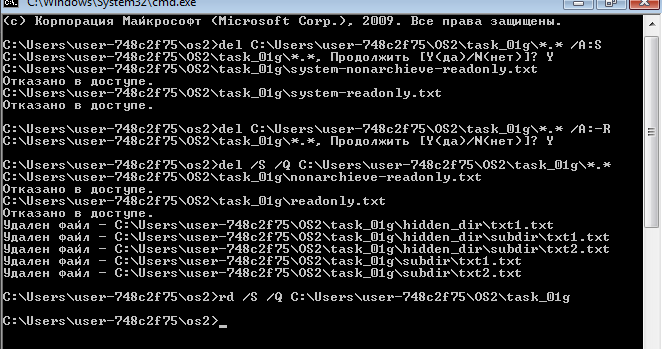 C:\Windows\System32\cmd.exe
(c) Корпорация Майкрософт (Microsoft Corp.), 2009. Все права защищены.
C:\Users\user-748c2f75\os2>del C:\Users\user-748c2f75\OS2\task_01g\*.* /A:S
C:\Users\user-748c2f75\OS2\task_01g\*.*, Продолжить [Y(да)/N(нет)]? Y
C:\Users\user-748c2f75\OS2\task_01g\system-nonarchieve-readonly.txt
Отказано в доступе.
C:\Users\user-748c2f75\OS2\task_01g\system-readonly.txt
Отказано в доступе.
C:\Users\user-748c2f75\os2>del C:\Users\user-748c2f75\OS2\task_01g\*.* /A:-R
C:\Users\user-748c2f75\OS2\task_01g\*.*, Продолжить [Y(да)/N(нет)]? Y
C:\Users\user-748c2f75\os2>del /S /Q C:\Users\user-748c2f75\OS2\task_01g\*.*
C:\Users\user-748c2f75\OS2\task_01g\nonarchieve-readonly.txt
Отказано в доступе.
C:\Users\user-748c2f75\OS2\task_01g\readonly.txt
Отказано в доступе.
Удален файл - C:\Users\user-748c2f75\OS2\task_01g\hidden_dir\txt1.txt
Удален файл - C:\Users\user-748c2f75\OS2\task_01g\hidden_dir\subdir\txt1.txt
Удален файл - C:\Users\user-748c2f75\OS2\task_01g\hidden_dir\subdir\txt2.txt
Удален файл - C:\Users\user-748c2f75\OS2\task_01g\subdir\txt1.txt
Удален файл - C:\Users\user-748c2f75\OS2\task_01g\subdir\txt2.txt
C:\Users\user-748c2f75\os2>rd /S /Q C:\Users\user-748c2f75\OS2\task_01g
C:\Users\user-748c2f75\os2>_